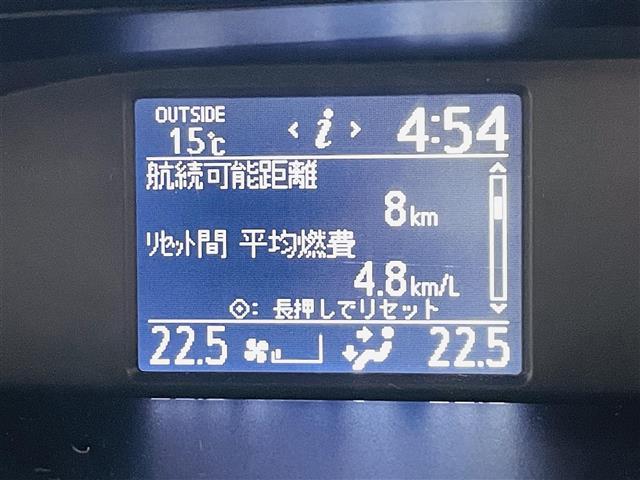 OUTSIDE
15℃ < i > 4:54
航続可能距離
8km
リセット間 平均燃費
4.8km/L
: 長押しでリセット
22.5 22.5